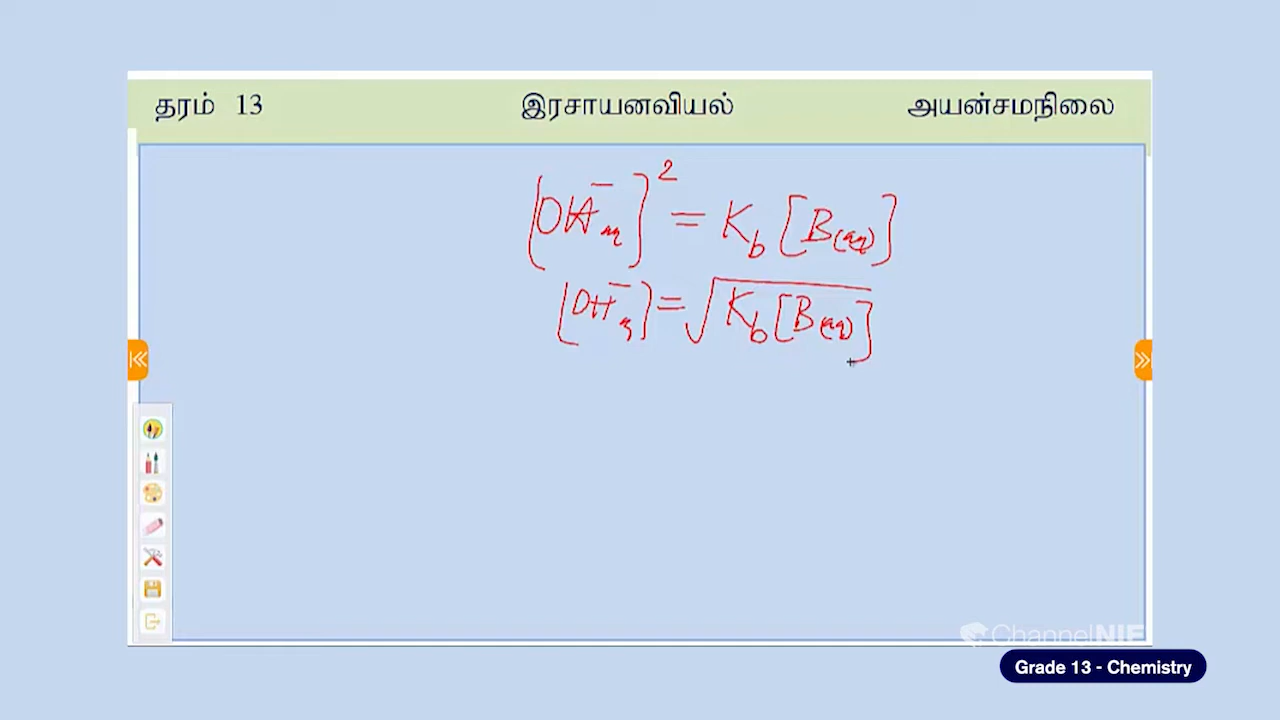 தரம் 13 இரசாயனவியல் அயன்சமநிலை
[OH⁻aq]² = K_b [B(aq)]
[OH⁻aq] = √K_b [B(aq)]
ChannelNIE
Grade 13 - Chemistry